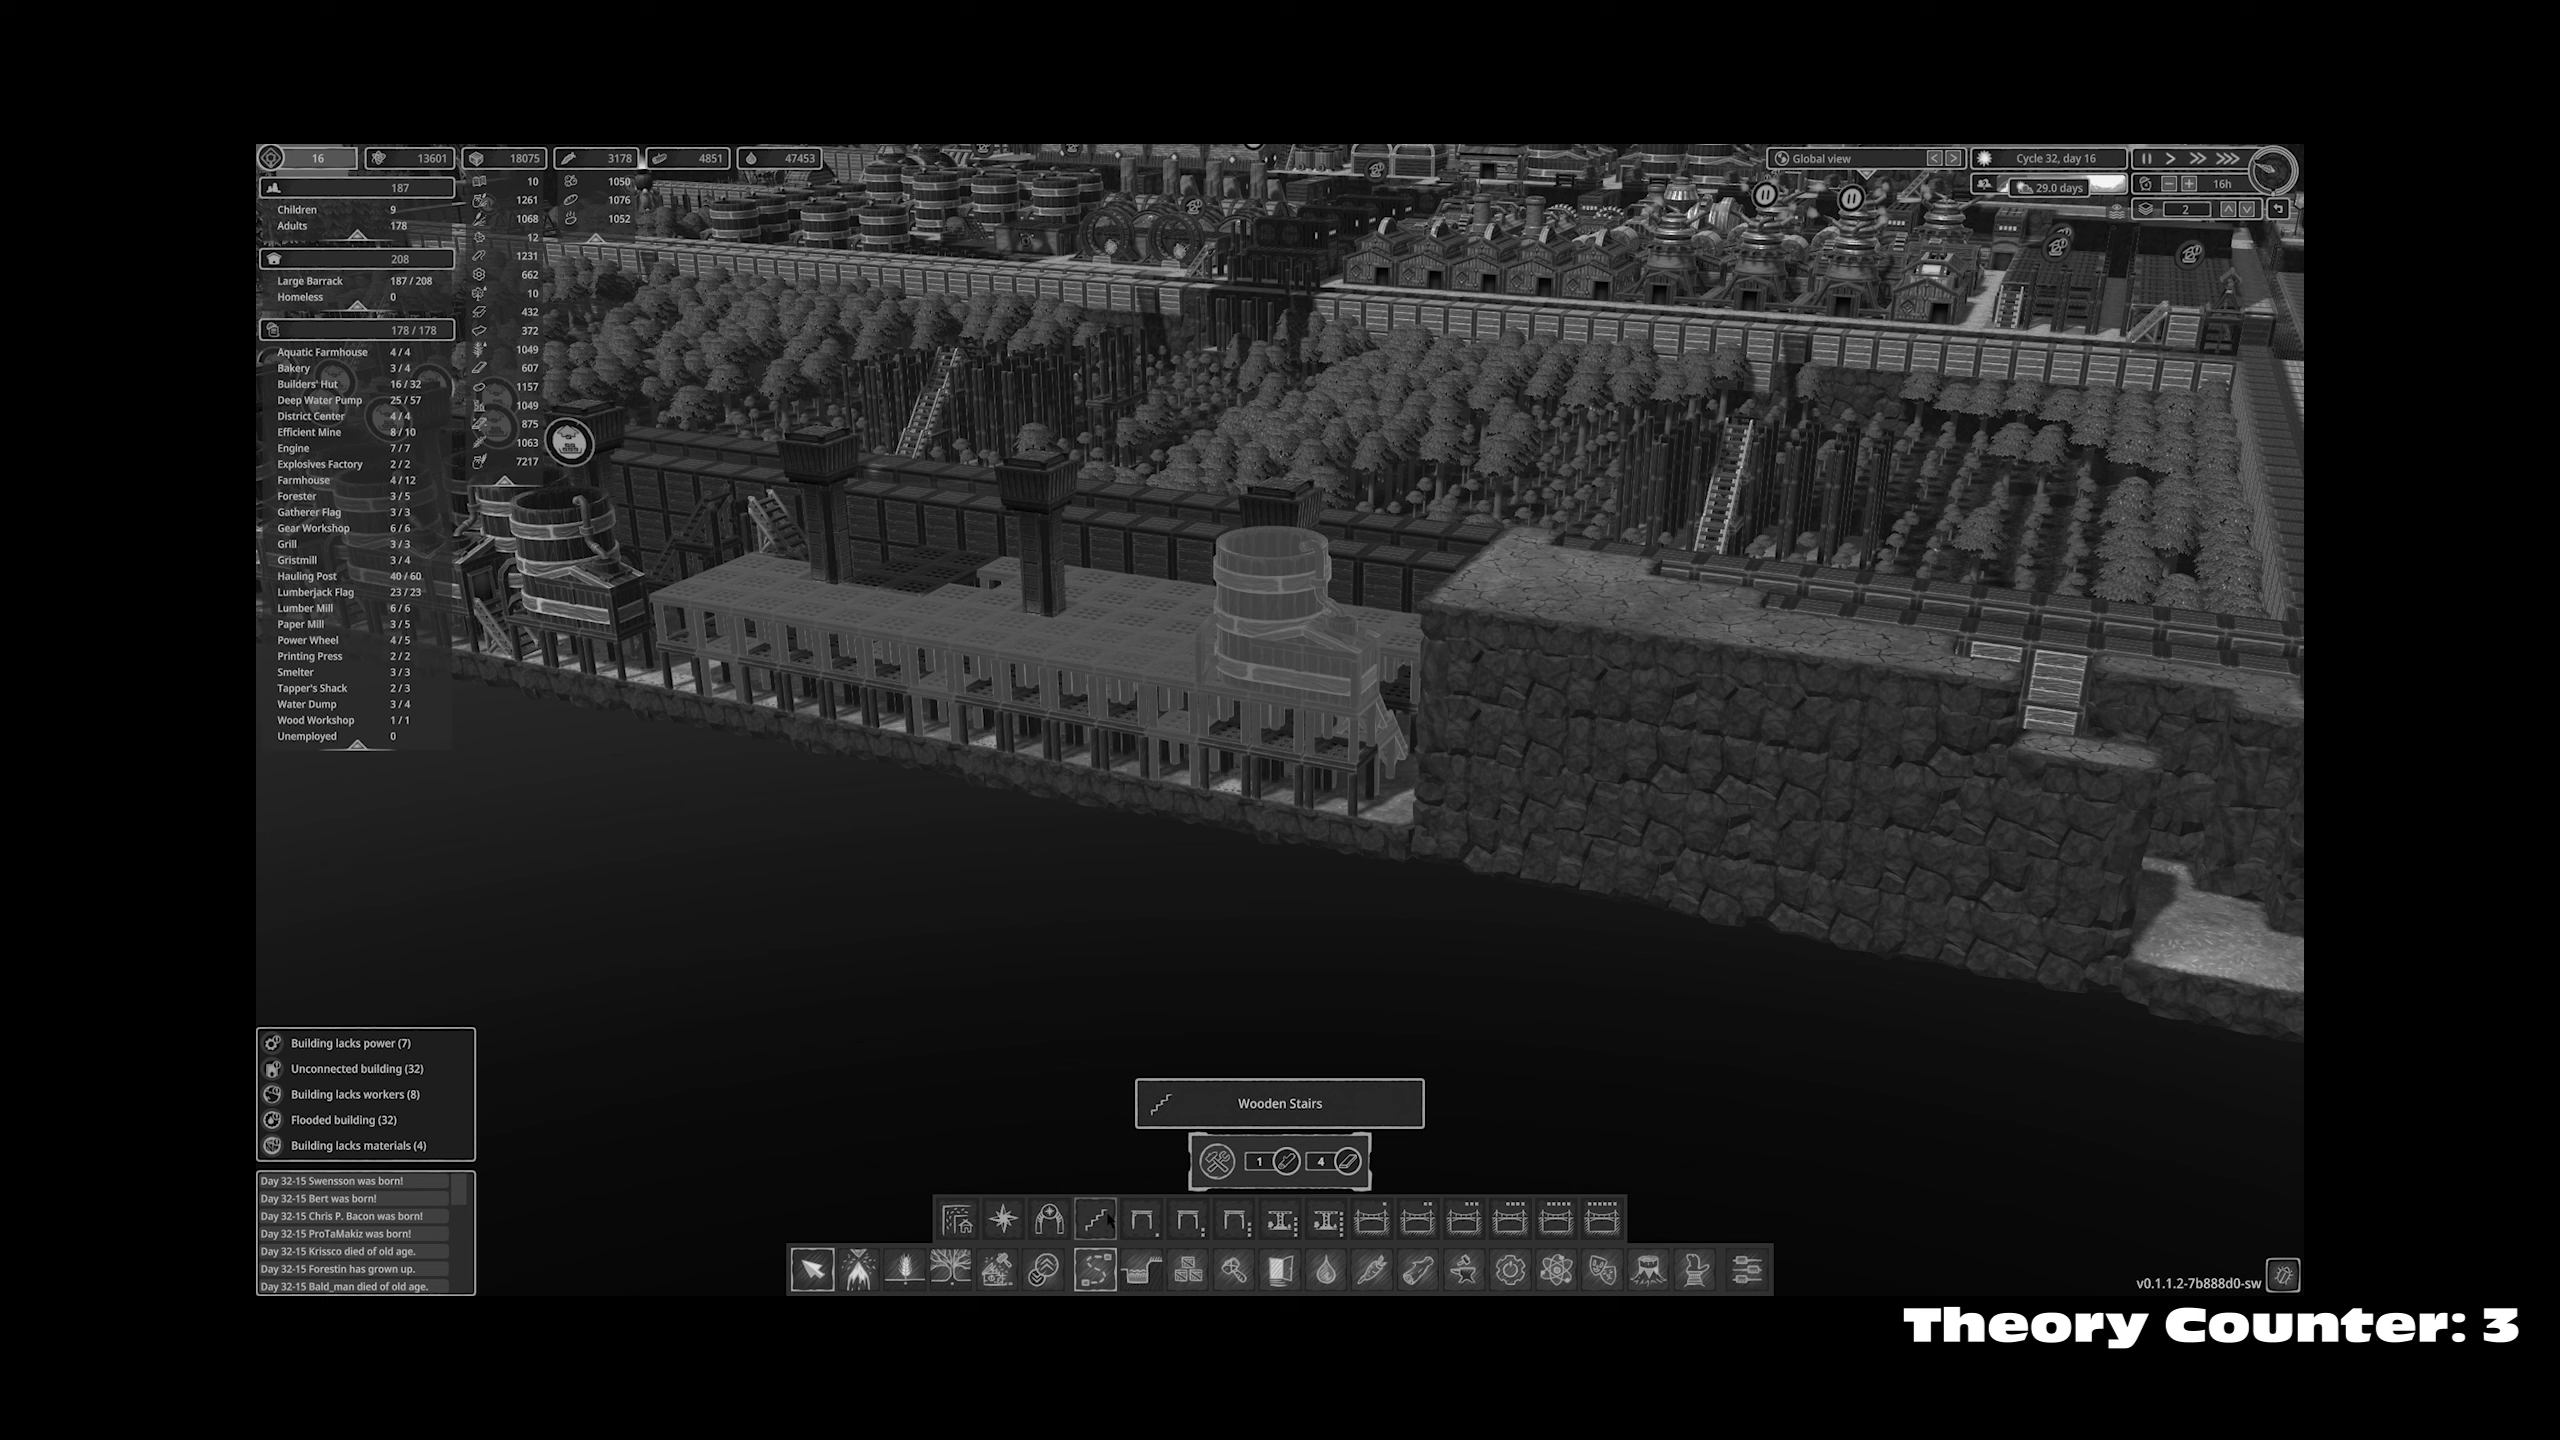 16
13601
18075
3178
4851
47453
Global view
Cycle 32, day 16
29.0 days
16h
2
187
Children 9
Adults 178
208
Large Barrack 187 / 208
Homeless 0
178 / 178
Aquatic Farmhouse 4 / 4
Bakery 3 / 4
Builders' Hut 16 / 32
Deep Water Pump 25 / 57
District Center 4 / 4
Efficient Mine 8 / 10
Engine 7 / 7
Explosives Factory 2 / 2
Farmhouse 4 / 12
Forester 3 / 5
Gatherer Flag 3 / 3
Gear Workshop 6 / 6
Grill 3 / 3
Gristmill 3 / 4
Hauling Post 40 / 60
Lumberjack Flag 23 / 23
Lumber Mill 6 / 6
Paper Mill 3 / 5
Power Wheel 4 / 5
Printing Press 2 / 2
Smelter 3 / 3
Tapper's Shack 2 / 3
Water Dump 3 / 4
Wood Workshop 1 / 1
Unemployed 0
10
1261
1068
12
1231
662
10
432
372
1049
607
1157
1049
875
1063
7217
1050
1076
1052
Building lacks power (7)
Unconnected building (32)
Building lacks workers (8)
Flooded building (32)
Building lacks materials (4)
Day 32-15 Swensson was born!
Day 32-15 Bert was born!
Day 32-15 Chris P. Bacon was born!
Day 32-15 ProTaMakiz was born!
Day 32-15 Krissco died of old age.
Day 32-15 Forestin has grown up.
Day 32-15 Bald_man died of old age.
Wooden Stairs
1 4
v0.1.1.2-7b888d0-sw
Theory Counter: 3